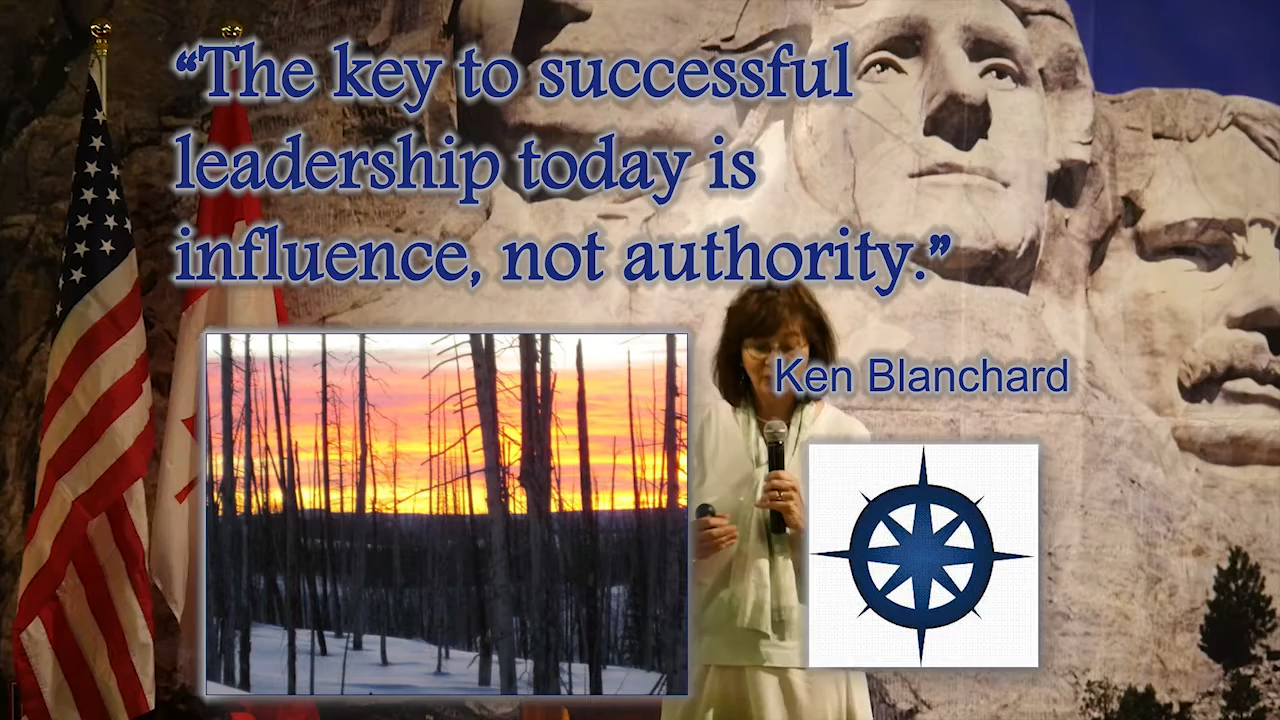 “The key to successful
leadership today is
influence, not authority.”
Ken Blanchard